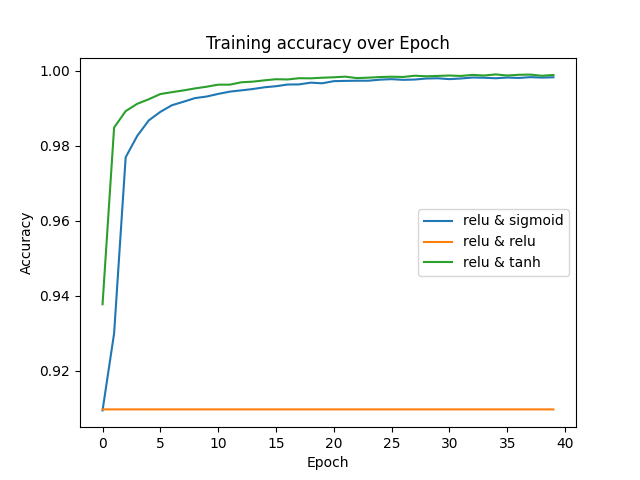 Training accuracy over Epoch
1.00
0.98
0.96
0.94
0.92
Accuracy
relu & sigmoid
relu & relu
relu & tanh
0 5 10 15 20 25 30 35 40
Epoch